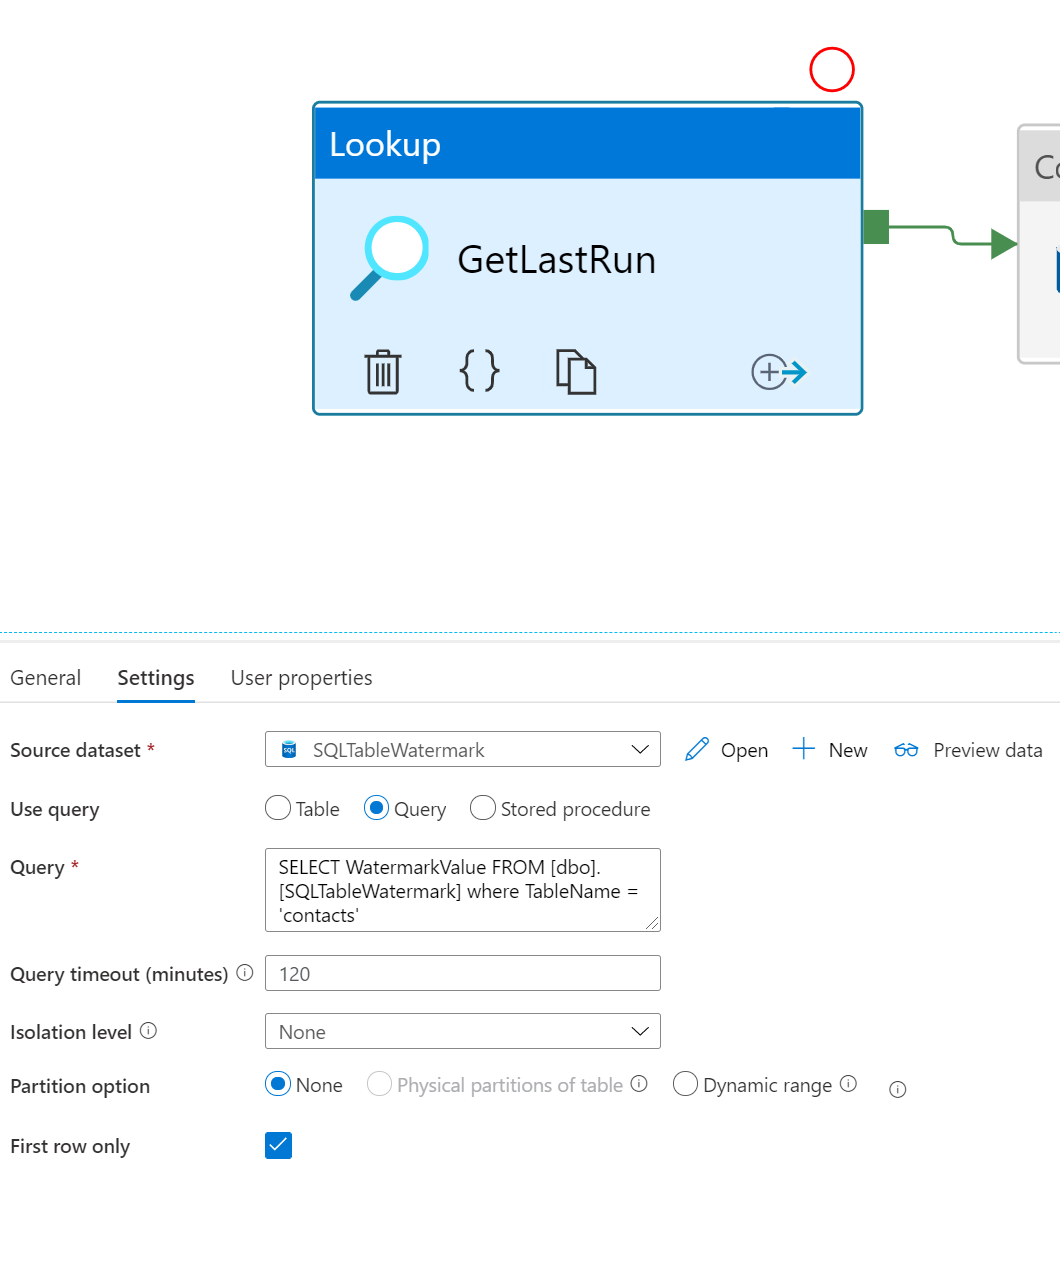 Lookup
Co
GetLastRun
General Settings User properties
Source dataset * SQL SQLTableWatermark Open New Preview data
Use query Table Query Stored procedure
Query * SELECT WatermarkValue FROM [dbo].
[SQLTableWatermark] where TableName =
'contacts'
Query timeout (minutes) 120
Isolation level None
Partition option None Physical partitions of table Dynamic range
First row only